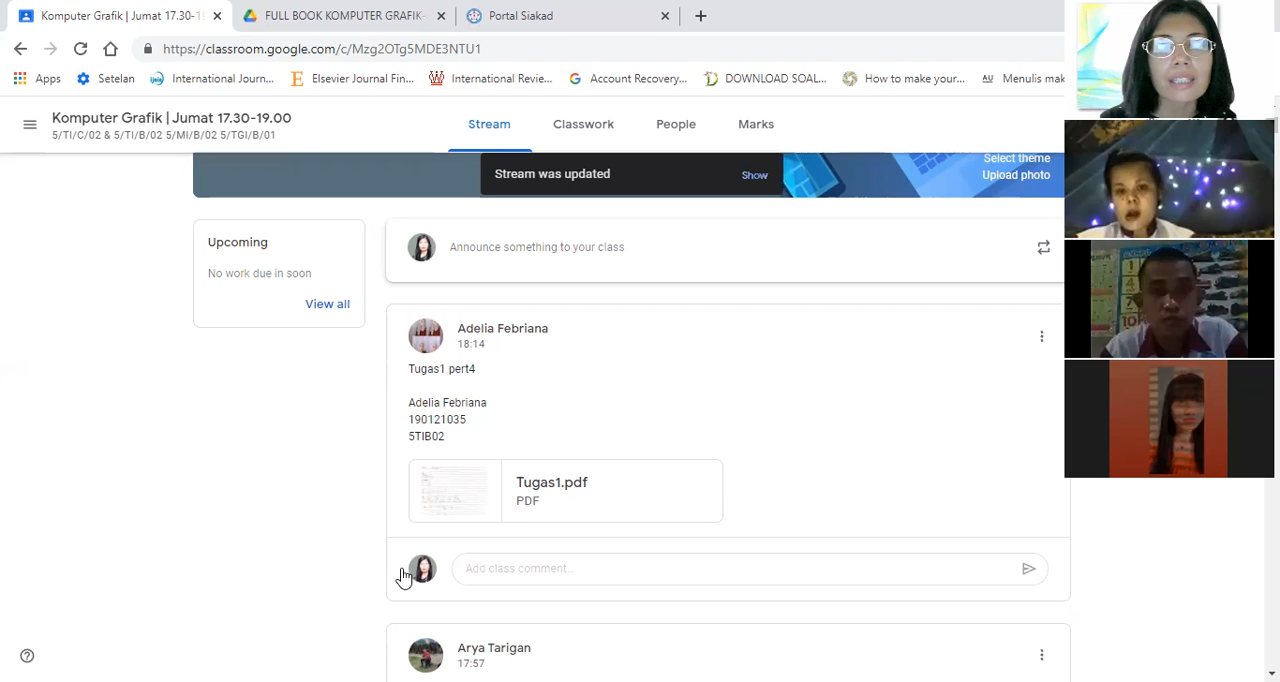 Komputer Grafik | Jumat 17.30-1
FULL BOOK KOMPUTER GRAFIK-
Portal Siakad
https://classroom.google.com/c/Mzg2OTg5MDE3NTU1
Apps
Setelan
International Journ...
Elsevier Journal Fin...
International Revie...
Account Recovery...
DOWNLOAD SOAL...
How to make your...
AU Menulis mak
Komputer Grafik | Jumat 17.30-19.00
5/TI/C/02 & 5/TI/B/02 5/MI/B/02 5/TGI/B/01
Stream
Classwork
People
Marks
Select theme
Upload photo
Stream was updated
Show
Upcoming
No work due in soon
View all
Announce something to your class
Adelia Febriana
18:14
Tugas1 pert4
Adelia Febriana
190121035
5TIB02
Tugas1.pdf
PDF
Add class comment...
Arya Tarigan
17:57